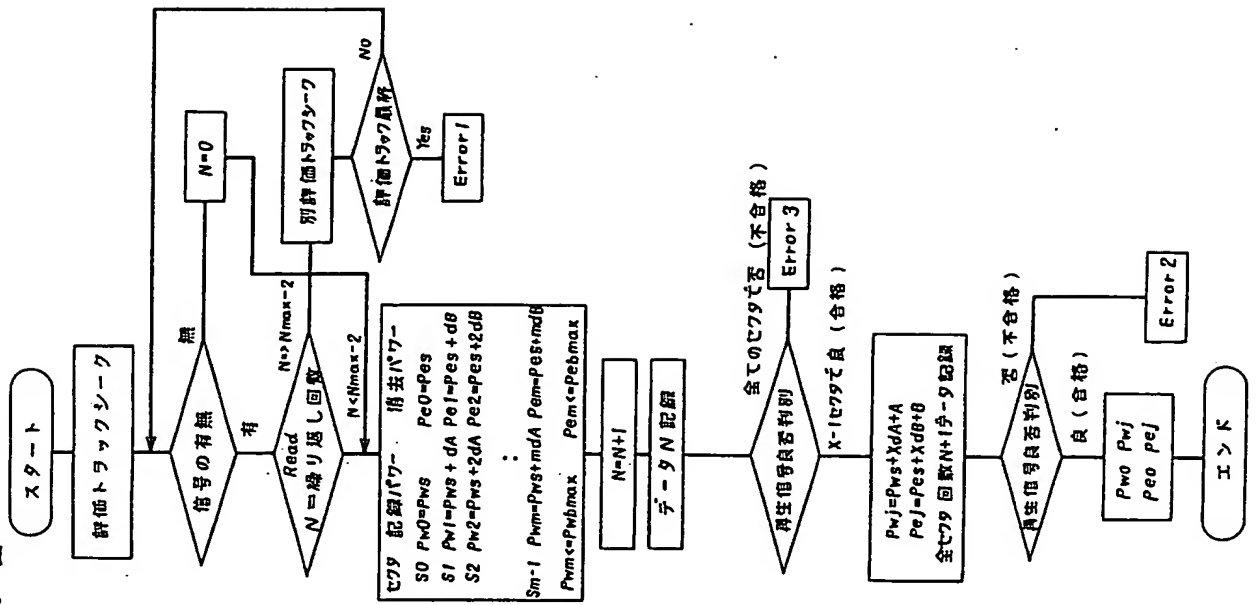 スタート
評価トラックシーク
信号の有無
無
N=0
有
Read
N=繰り返し回数
N=>Nmax-2
別評価トラックシーク
評価トラック最終
No
Yes
Error1
N<Nmax-2
セクタ 記録パワー 消去パワー
S0 Pw0=Pws Pe0=Pes
S1 Pw1=Pws+dA Pe1=Pes+dB
S2 Pw2=Pws+2dA Pe2=Pes+2dB
:
Sm-1 Pwm=Pws+mdA Pem=Pes+mdB
Pwm<=Pwbmax Pem<=Pebmax
N=N+1
データN記録
再生信号良否判別
全てのセクタで否(不合格)
Error3
X-1セクタで良(合格)
Pwj=Pws+XdA+A
Pej=Pes+XdB+B
全セクタ回数N+1データ記録
再生信号良否判別
否(不合格)
Error2
良(合格)
Pwo Pwj
Peo pej
エンド